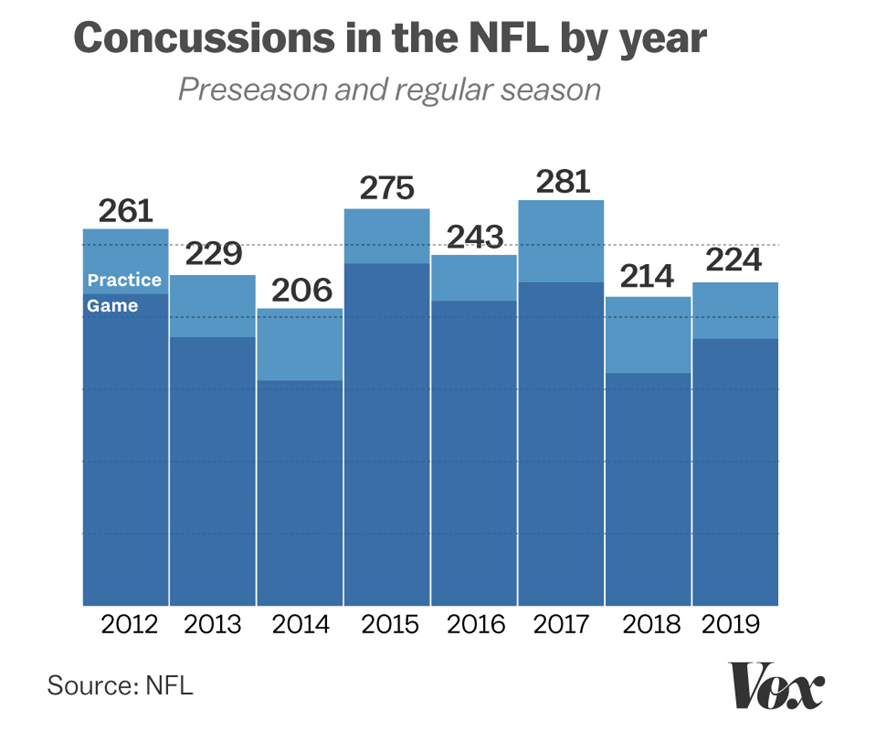 Concussions in the NFL by year
Preseason and regular season
261
229
206
275
243
281
214
224
Practice
Game
2012 2013 2014 2015 2016 2017 2018 2019
Source: NFL
Vox